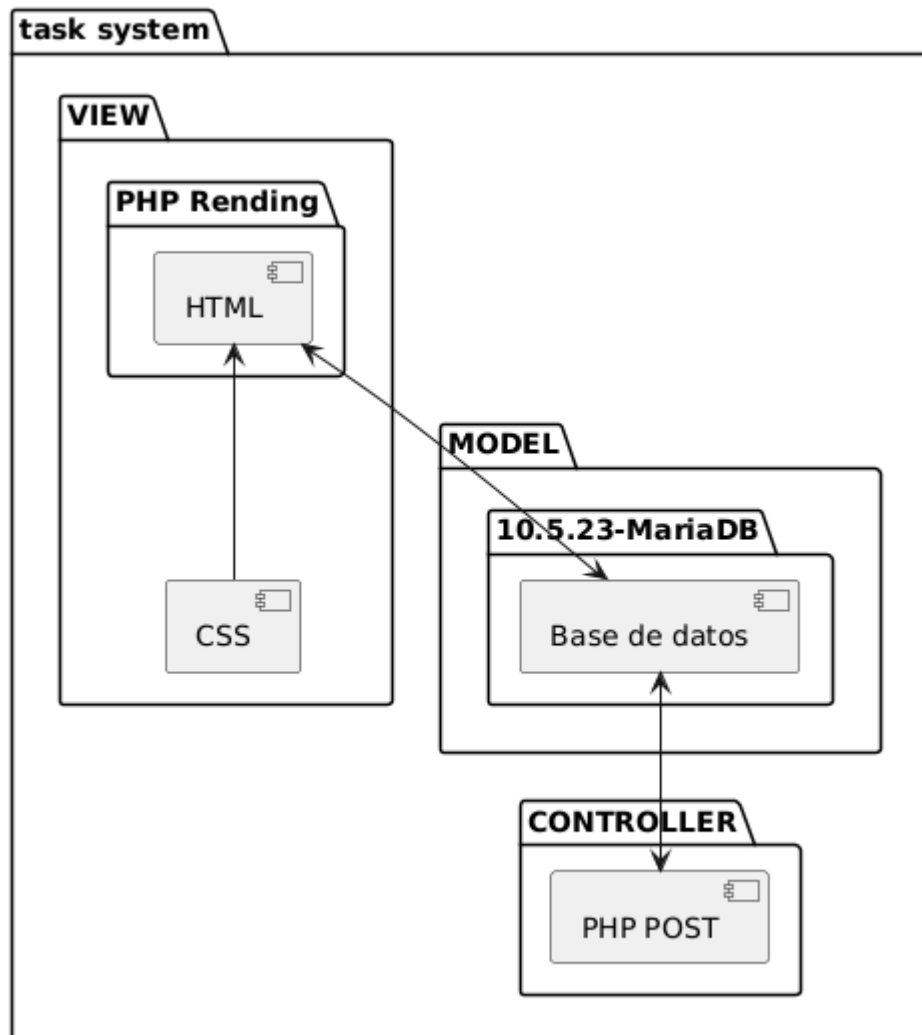 task system
VIEW
PHP Rending
HTML
MODEL
10.5.23-MariaDB
CSS
Base de datos
CONTROLLER
PHP POST